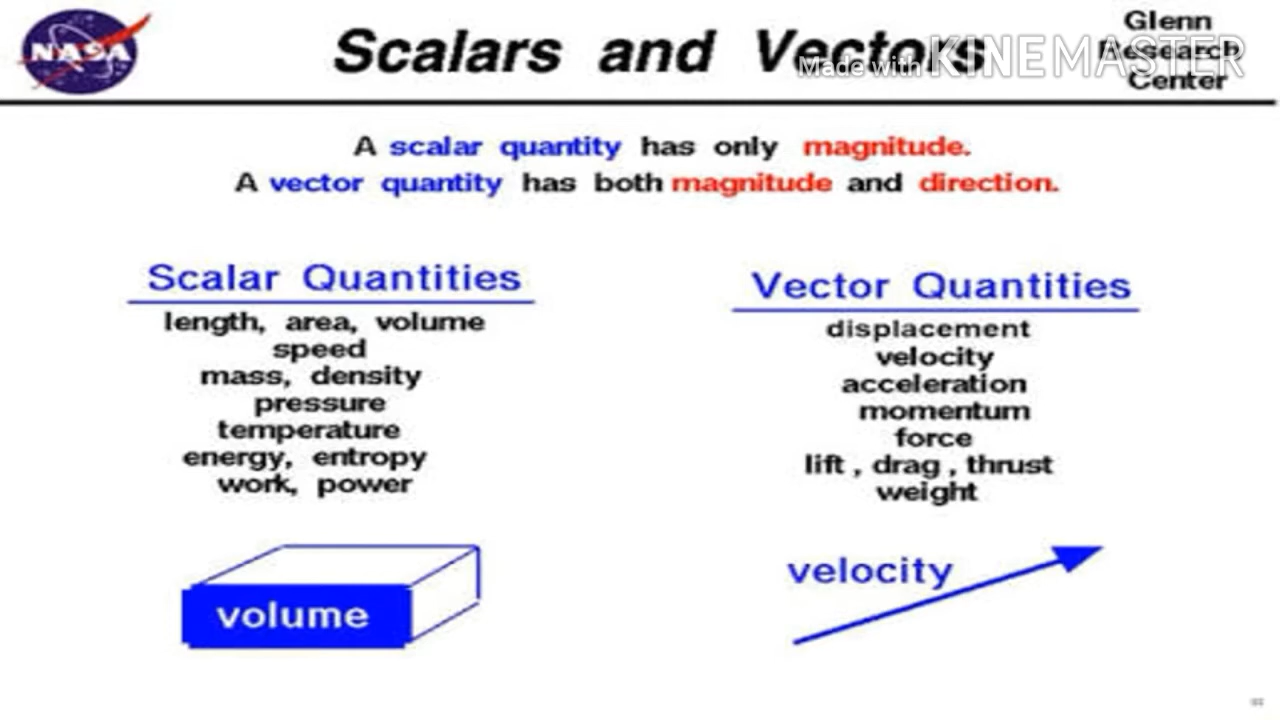 NASA
Scalars and Vectors
Glenn
Research
Center
Made with KINEMASTER
A scalar quantity has only magnitude.
A vector quantity has both magnitude and direction.
Scalar Quantities
length, area, volume
speed
mass, density
pressure
temperature
energy, entropy
work, power
volume
Vector Quantities
displacement
velocity
acceleration
momentum
force
lift , drag , thrust
weight
velocity